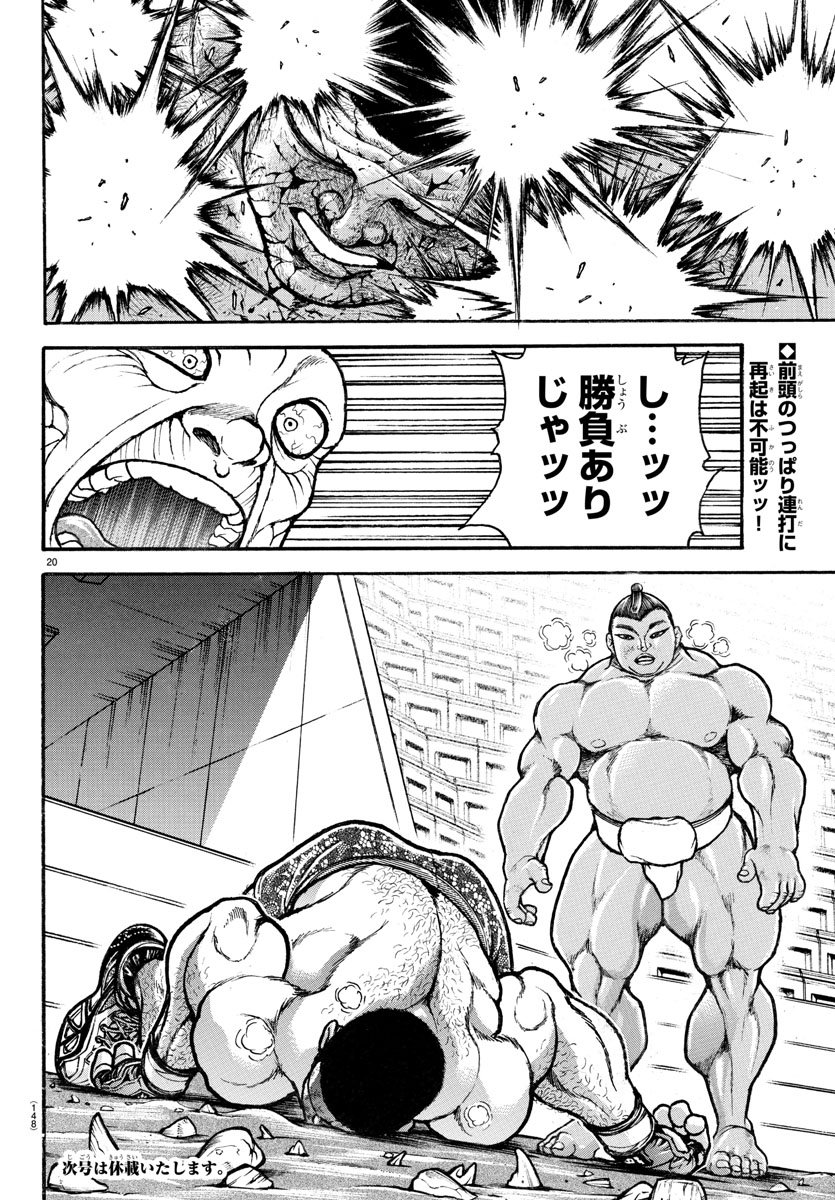 し…ッッ
勝負あり
じゃッッ
◆前頭のつっぱり連打に
再起は不可能ッッ！
20
次号は休載いたします。
(148)